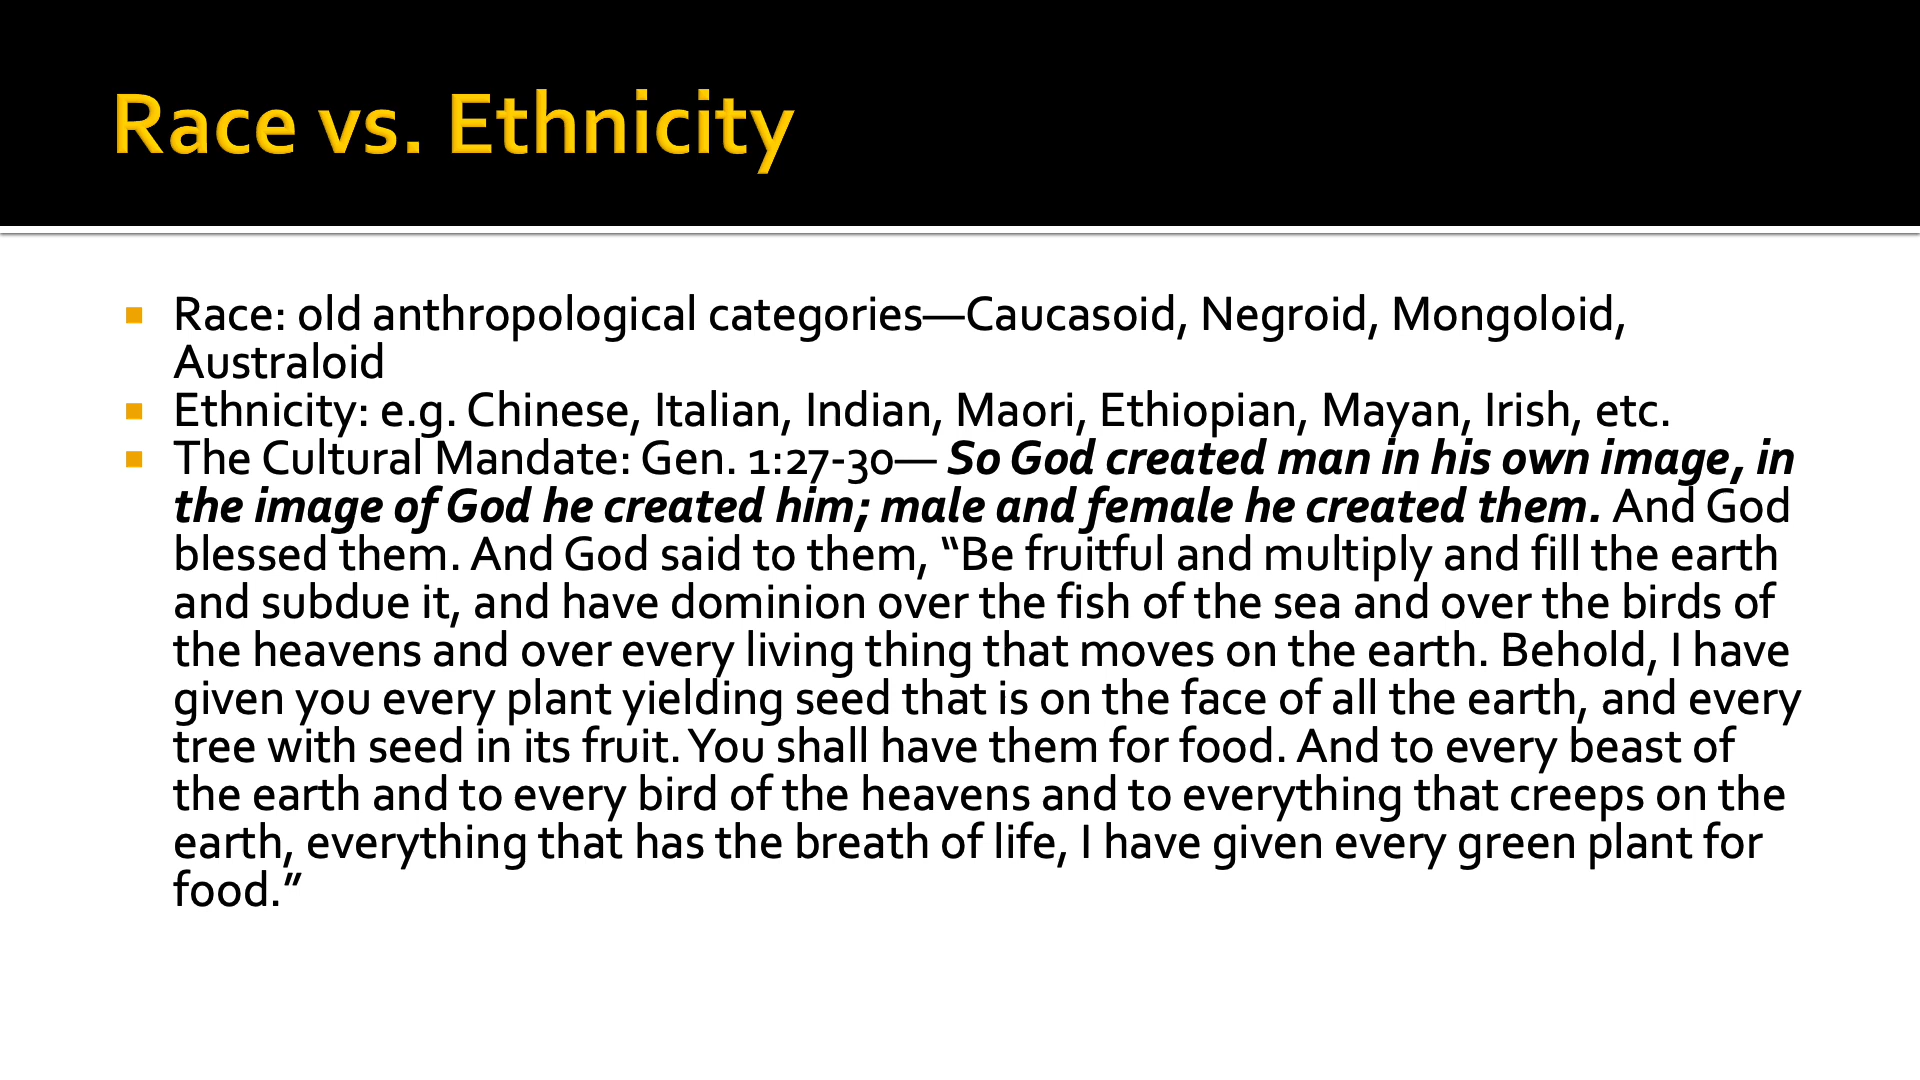 Race vs. Ethnicity
Race: old anthropological categories—Caucasoid, Negroid, Mongoloid,
Australoid
Ethnicity: e.g. Chinese, Italian, Indian, Maori, Ethiopian, Mayan, Irish, etc.
The Cultural Mandate: Gen. 1:27-30— So God created man in his own image, in
the image of God he created him; male and female he created them. And God
blessed them. And God said to them, “Be fruitful and multiply and fill the earth
and subdue it, and have dominion over the fish of the sea and over the birds of
the heavens and over every living thing that moves on the earth. Behold, I have
given you every plant yielding seed that is on the face of all the earth, and every
tree with seed in its fruit. You shall have them for food. And to every beast of
the earth and to every bird of the heavens and to everything that creeps on the
earth, everything that has the breath of life, I have given every green plant for
food.”